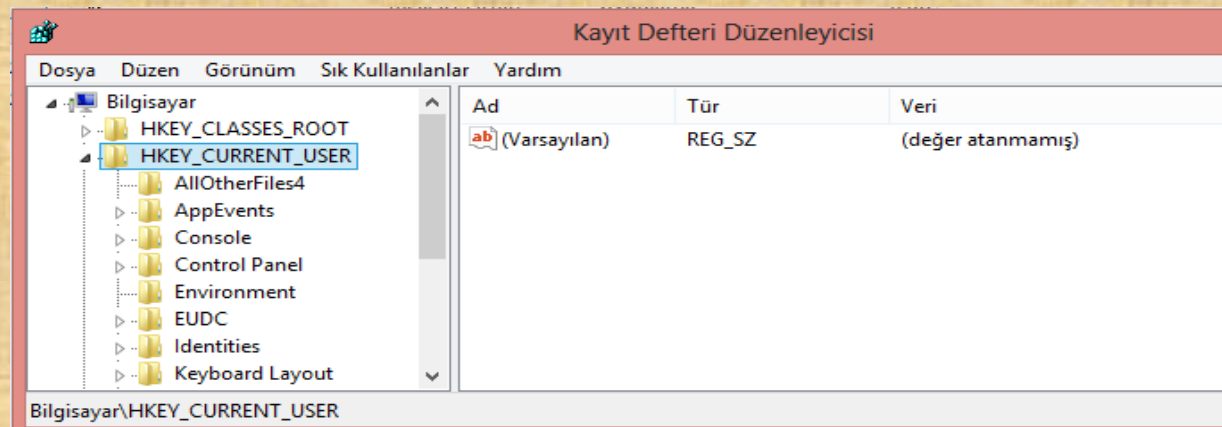 Kayıt Defteri Düzenleyicisi
Dosya Düzen Görünüm Sık Kullanılanlar Yardım
Bilgisayar
HKEY_CLASSES_ROOT
HKEY_CURRENT_USER
AllOtherFiles4
AppEvents
Console
Control Panel
Environment
EUDC
Identities
Keyboard Layout
Ad Tür Veri
ab (Varsayılan) REG_SZ (değer atanmamış)
Bilgisayar\HKEY_CURRENT_USER